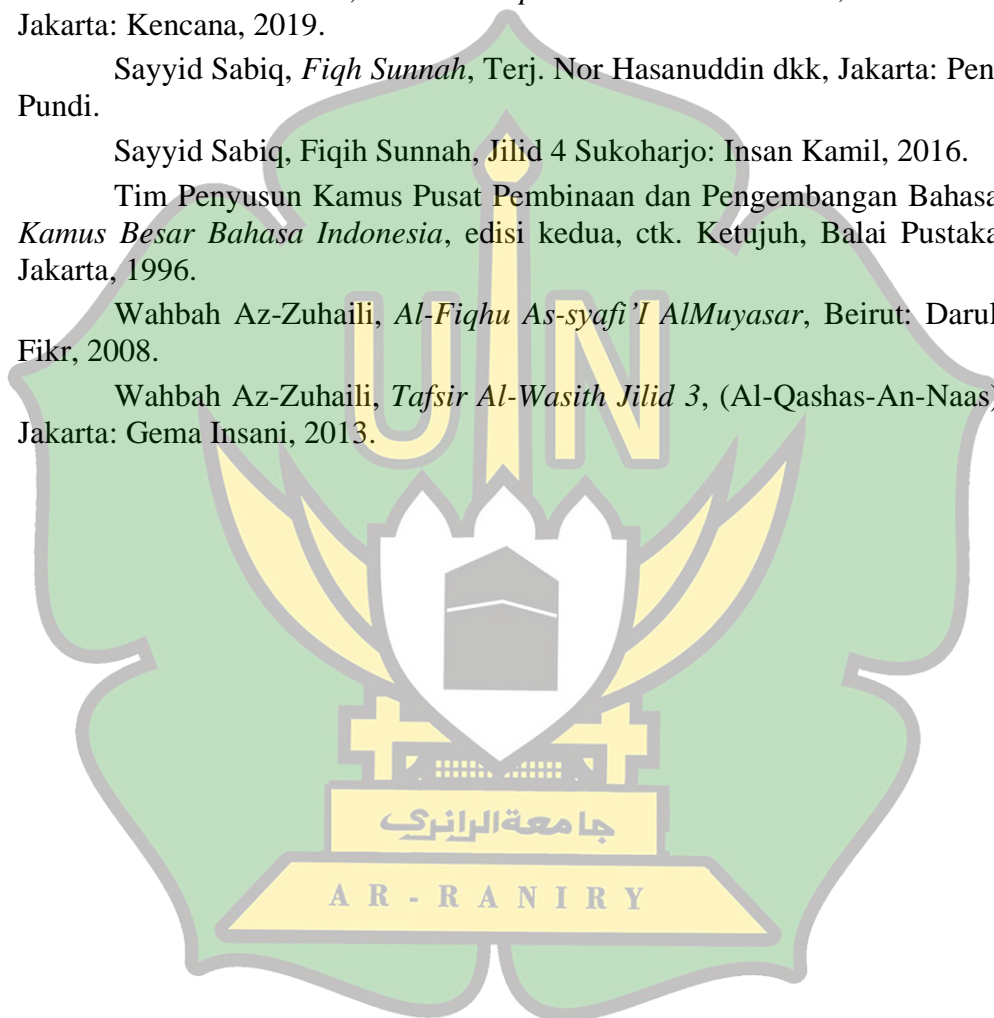 Jakarta: Kencana, 2019.
Sayyid Sabiq, Fiqh Sunnah, Terj. Nor Hasanuddin dkk, Jakarta: Pen
Pundi.
Sayyid Sabiq, Fiqih Sunnah, Jilid 4 Sukoharjo: Insan Kamil, 2016.
Tim Penyusun Kamus Pusat Pembinaan dan Pengembangan Bahasa
Kamus Besar Bahasa Indonesia, edisi kedua, ctk. Ketujuh, Balai Pustaka
Jakarta, 1996.
Wahbah Az-Zuhaili, Al-Fiqhu As-syafi’I AlMuyasar, Beirut: Darul
Fikr, 2008.
Wahbah Az-Zuhaili, Tafsir Al-Wasith Jilid 3, (Al-Qashas-An-Naas)
Jakarta: Gema Insani, 2013.
UIN
جامعة الرانري
AR-RANIRY